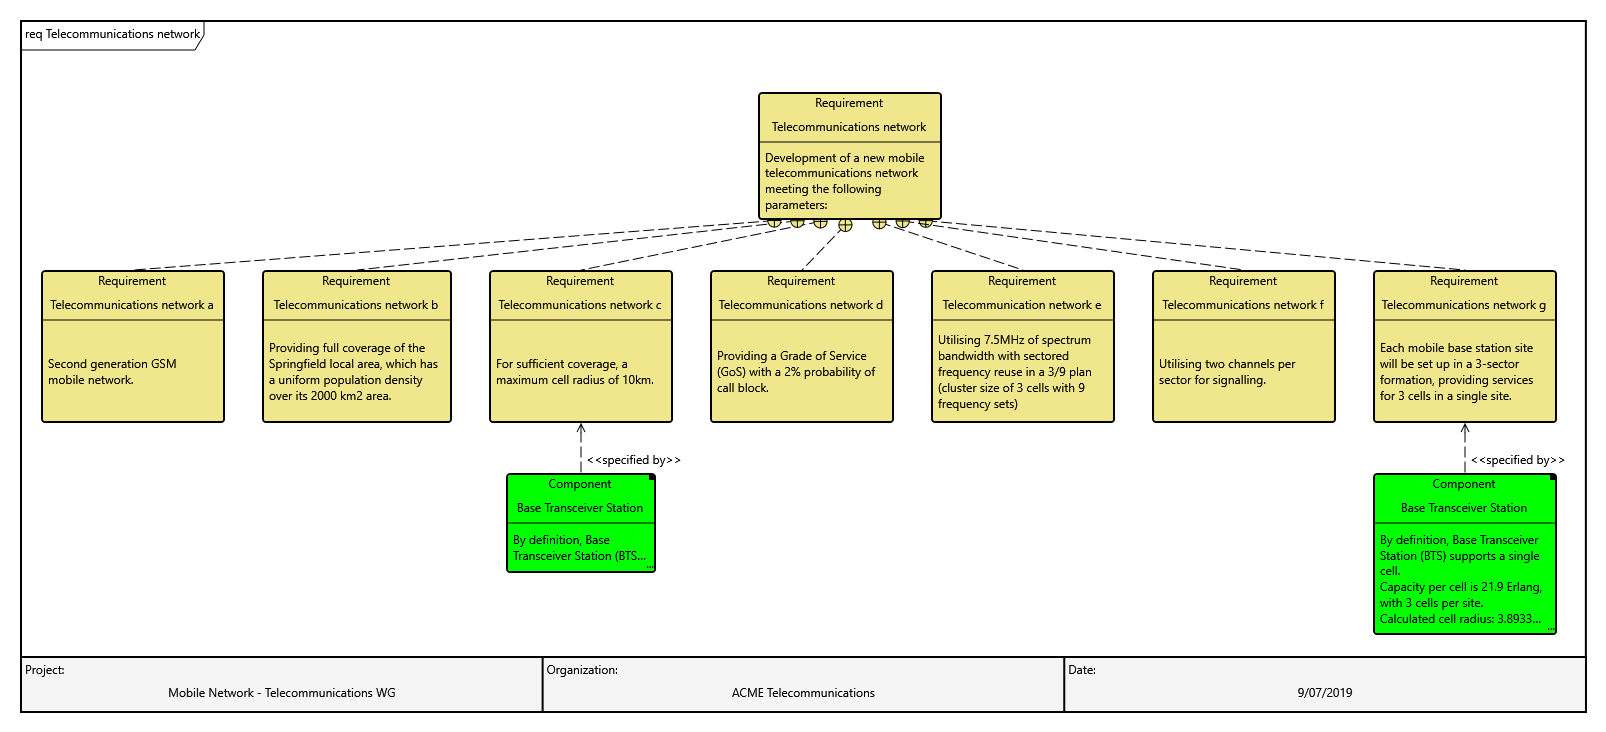 req Telecommunications network
Requirement
Telecommunications network
Development of a new mobile
telecommunications network
meeting the following
parameters:
Requirement
Telecommunications network a
Second generation GSM
mobile network.
Requirement
Telecommunications network b
Providing full coverage of the
Springfield local area, which has
a uniform population density
over its 2000 km2 area.
Requirement
Telecommunications network c
For sufficient coverage, a
maximum cell radius of 10km.
Requirement
Telecommunications network d
Providing a Grade of Service
(GoS) with a 2% probability of
call block.
Requirement
Telecommunication network e
Utilising 7.5MHz of spectrum
bandwidth with sectored
frequency reuse in a 3/9 plan
(cluster size of 3 cells with 9
frequency sets)
Requirement
Telecommunications network f
Utilising two channels per
sector for signalling.
Requirement
Telecommunications network g
Each mobile base station site
will be set up in a 3-sector
formation, providing services
for 3 cells in a single site.
<<specified by>>
Component
Base Transceiver Station
By definition, Base
Transceiver Station (BTS...
...
<<specified by>>
Component
Base Transceiver Station
By definition, Base Transceiver
Station (BTS) supports a single
cell.
Capacity per cell is 21.9 Erlang,
with 3 cells per site.
Calculated cell radius: 3.8933...
...
Project:
Mobile Network - Telecommunications WG
Organization:
ACME Telecommunications
Date:
9/07/2019